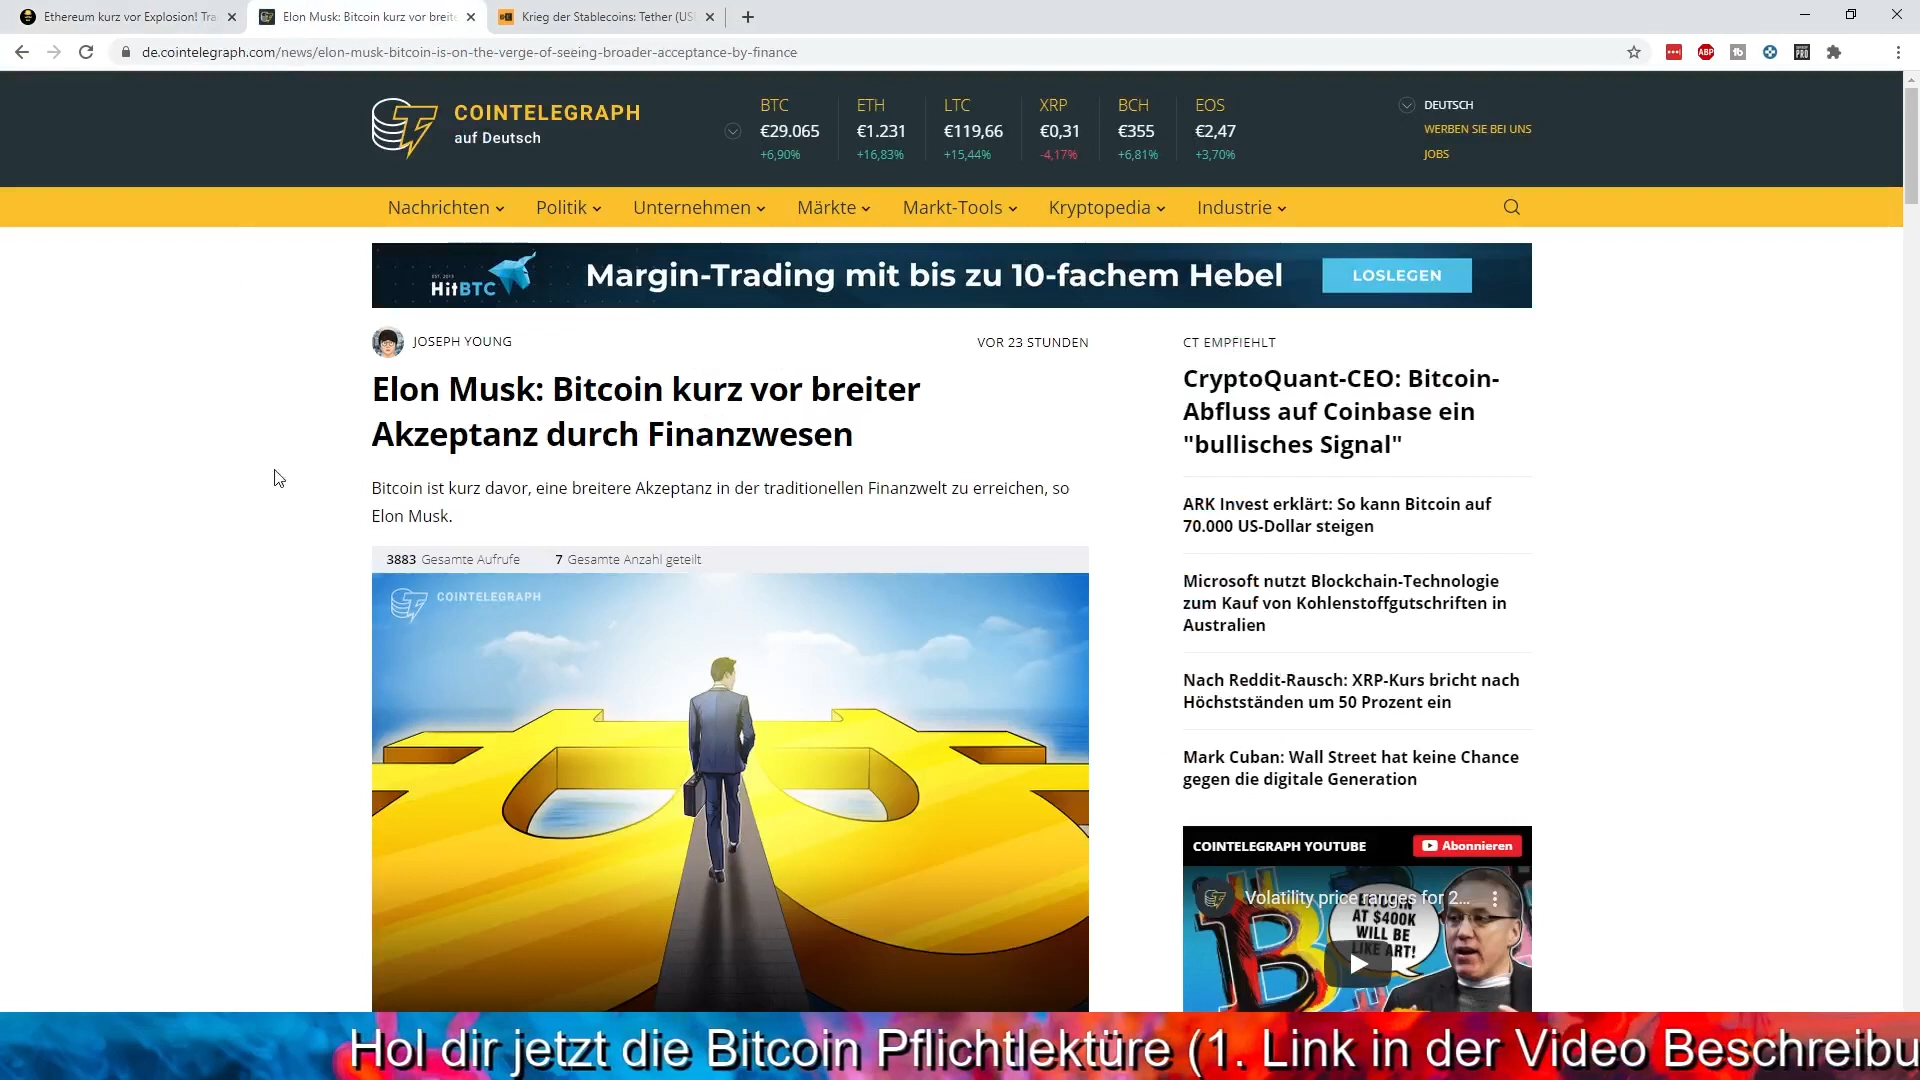 Ethereum kurz vor Explosion! Tra
Elon Musk: Bitcoin kurz vor breite
Krieg der Stablecoins: Tether (US
de.cointelegraph.com/news/elon-musk-bitcoin-is-on-the-verge-of-seeing-broader-acceptance-by-finance
ABP
PRO
COINTELEGRAPH
auf Deutsch
BTC ETH LTC XRP BCH EOS
€29.065 €1.231 €119,66 €0,31 €355 €2,47
+6,90% +16,83% +15,44% -4,17% +6,81% +3,70%
DEUTSCH
WERBEN SIE BEI UNS
JOBS
Nachrichten Politik Unternehmen Märkte Markt-Tools Kryptopedia Industrie
EST. 2013
HitBTC
Margin-Trading mit bis zu 10-fachem Hebel
LOSLEGEN
JOSEPH YOUNG
VOR 23 STUNDEN
Elon Musk: Bitcoin kurz vor breiter
Akzeptanz durch Finanzwesen
Bitcoin ist kurz davor, eine breitere Akzeptanz in der traditionellen Finanzwelt zu erreichen, so
Elon Musk.
3883 Gesamte Aufrufe 7 Gesamte Anzahl geteilt
COINTELEGRAPH
CT EMPFIEHLT
CryptoQuant-CEO: Bitcoin-
Abfluss auf Coinbase ein
"bullisches Signal"
ARK Invest erklärt: So kann Bitcoin auf
70.000 US-Dollar steigen
Microsoft nutzt Blockchain-Technologie
zum Kauf von Kohlenstoffgutschriften in
Australien
Nach Reddit-Rausch: XRP-Kurs bricht nach
Höchstständen um 50 Prozent ein
Mark Cuban: Wall Street hat keine Chance
gegen die digitale Generation
COINTELEGRAPH YOUTUBE
Abonnieren
Volatility price ranges for 2...
BITCOIN
AT $400K
WILL BE
LIKE ART!
Hol dir jetzt die Bitcoin Pflichtlektüre (1. Link in der Video Beschreibu